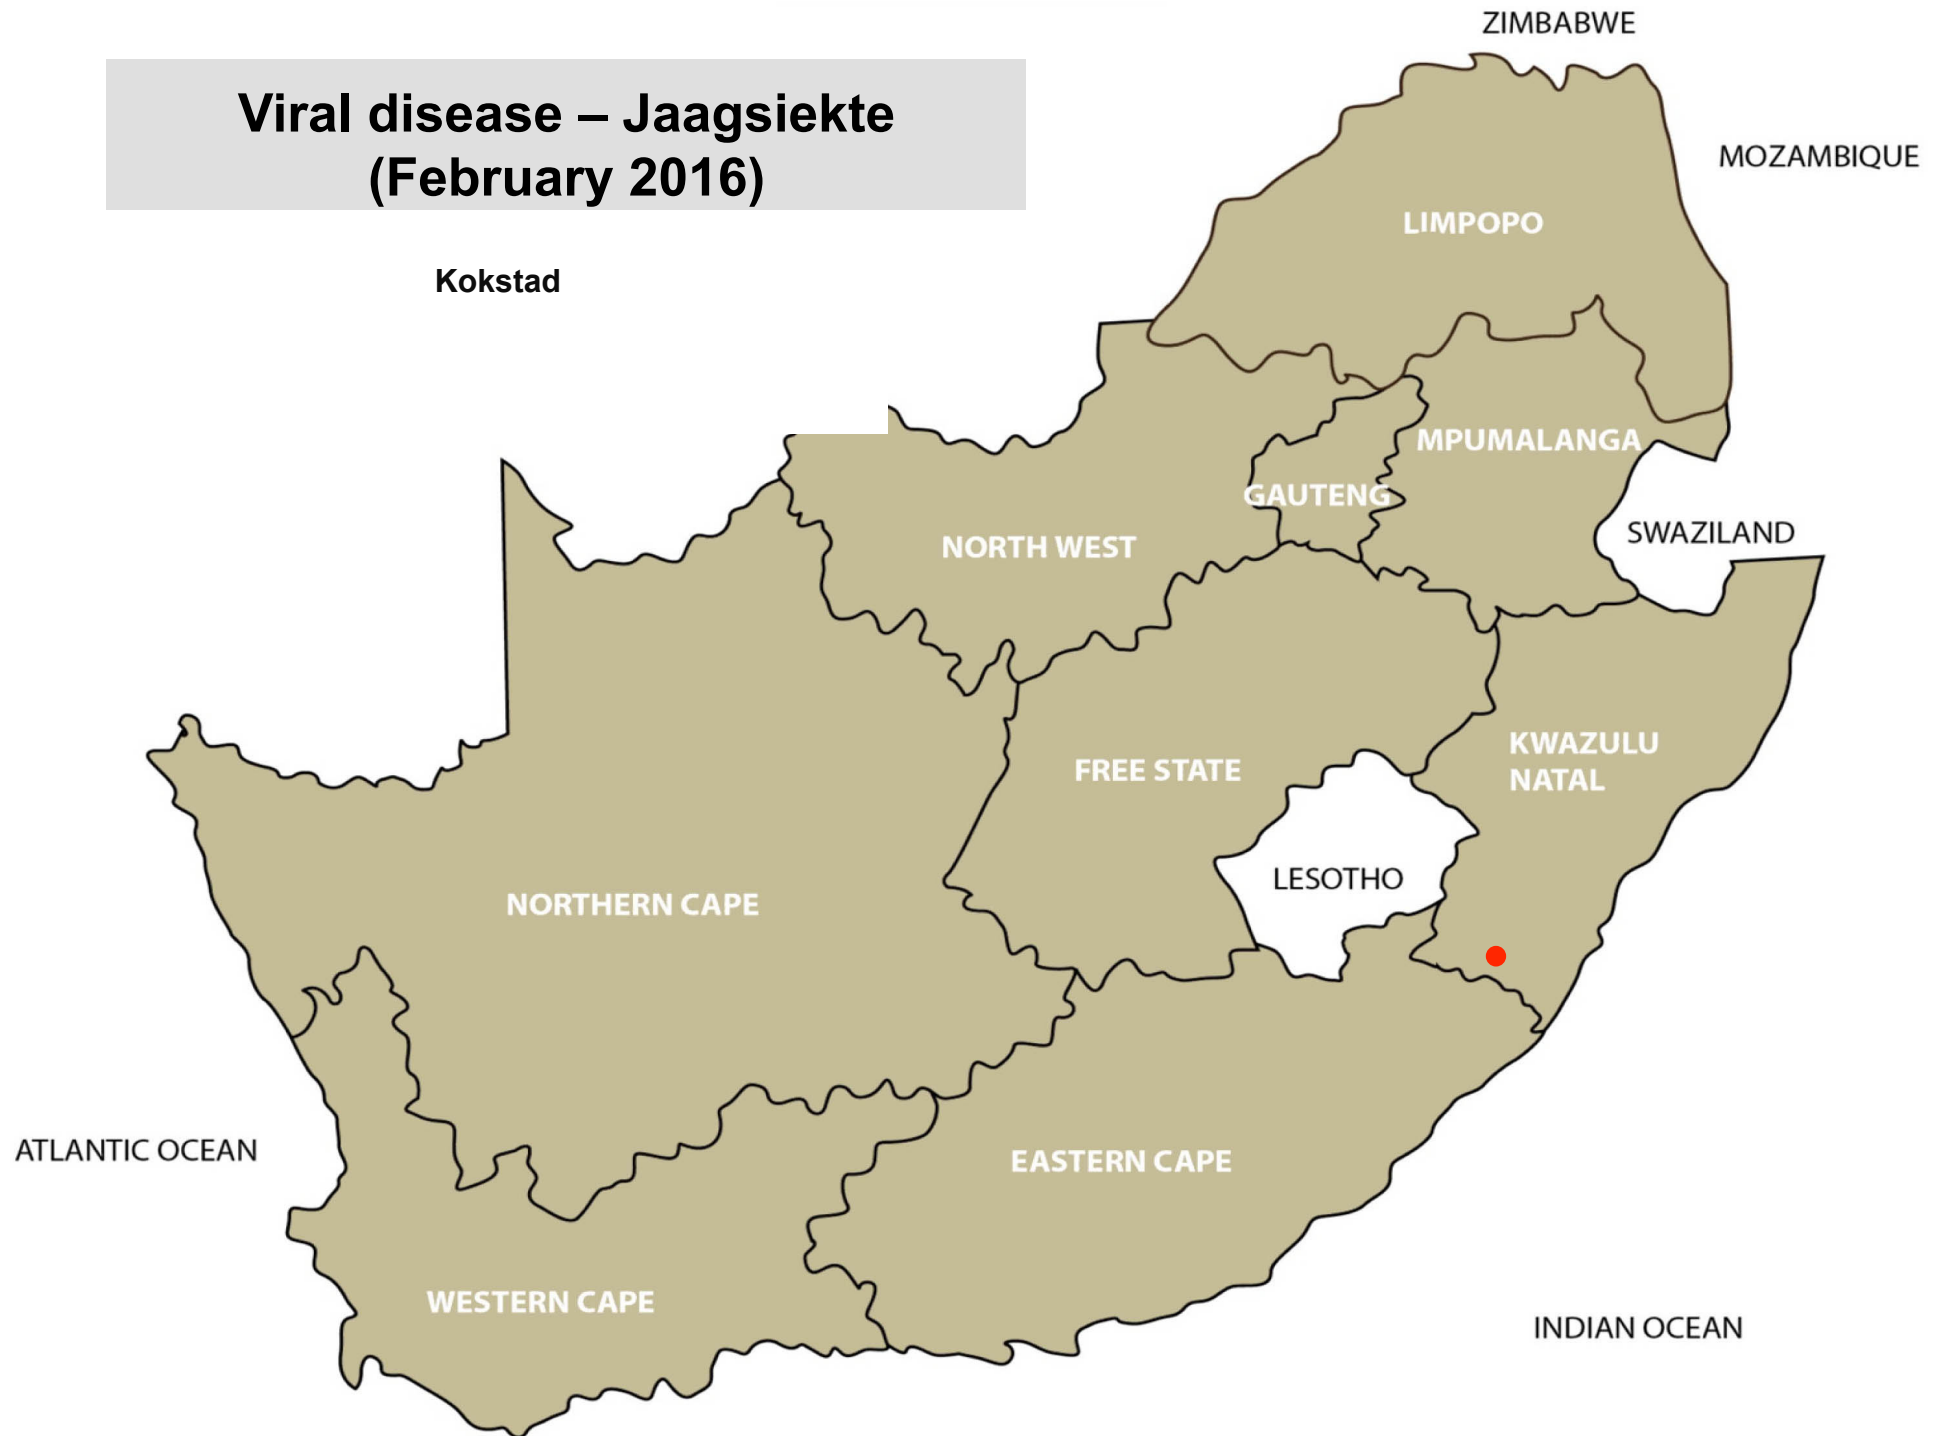 ZIMBABWE
Viral disease – Jaagsiekte
(February 2016)
MOZAMBIQUE
LIMPOPO
Kokstad
MPUMALANGA
GAUTENG
SWAZILAND
NORTH WEST
KWAZULU
NATAL
FREE STATE
LESOTHO
NORTHERN CAPE
ATLANTIC OCEAN
EASTERN CAPE
WESTERN CAPE
INDIAN OCEAN